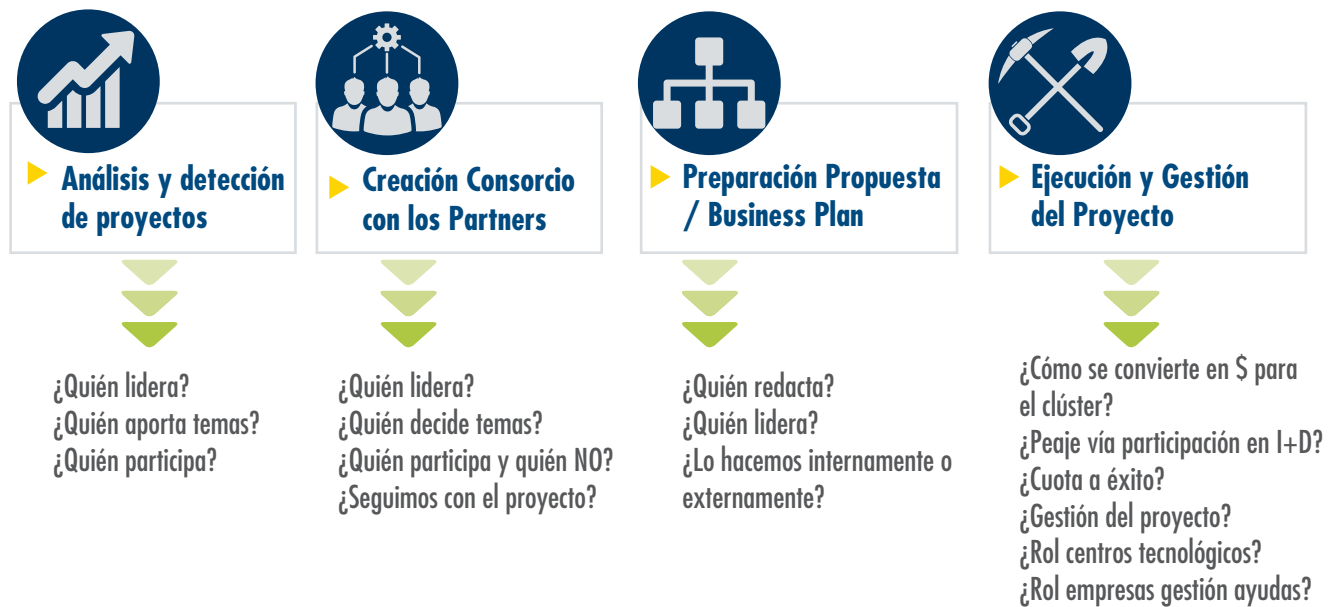 Análisis y detección
de proyectos
¿Quién lidera?
¿Quién aporta temas?
¿Quién participa?
Creación Consorcio
con los Partners
¿Quién lidera?
¿Quién decide temas?
¿Quién participa y quién NO?
¿Seguimos con el proyecto?
Preparación Propuesta
/ Business Plan
¿Quién redacta?
¿Quién lidera?
¿Lo hacemos internamente o
externamente?
Ejecución y Gestión
del Proyecto
¿Cómo se convierte en $ para
el clúster?
¿Peaje vía participación en I+D?
¿Cuota a éxito?
¿Gestión del proyecto?
¿Rol centros tecnológicos?
¿Rol empresas gestión ayudas?